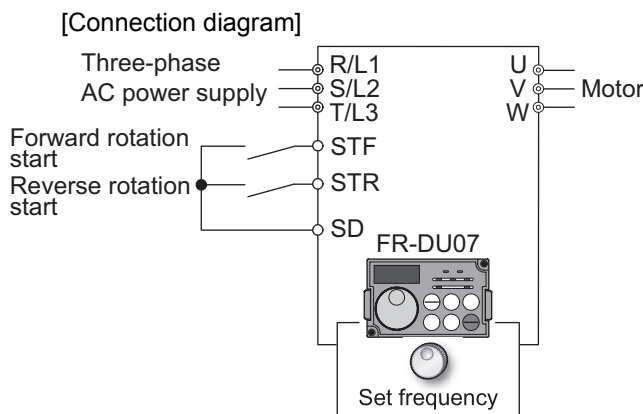 [Connection diagram]
Three-phase
AC power supply
R/L1
S/L2
T/L3
U
V
W
Motor
Forward rotation
start
STF
Reverse rotation
start
STR
SD
FR-DU07
Set frequency